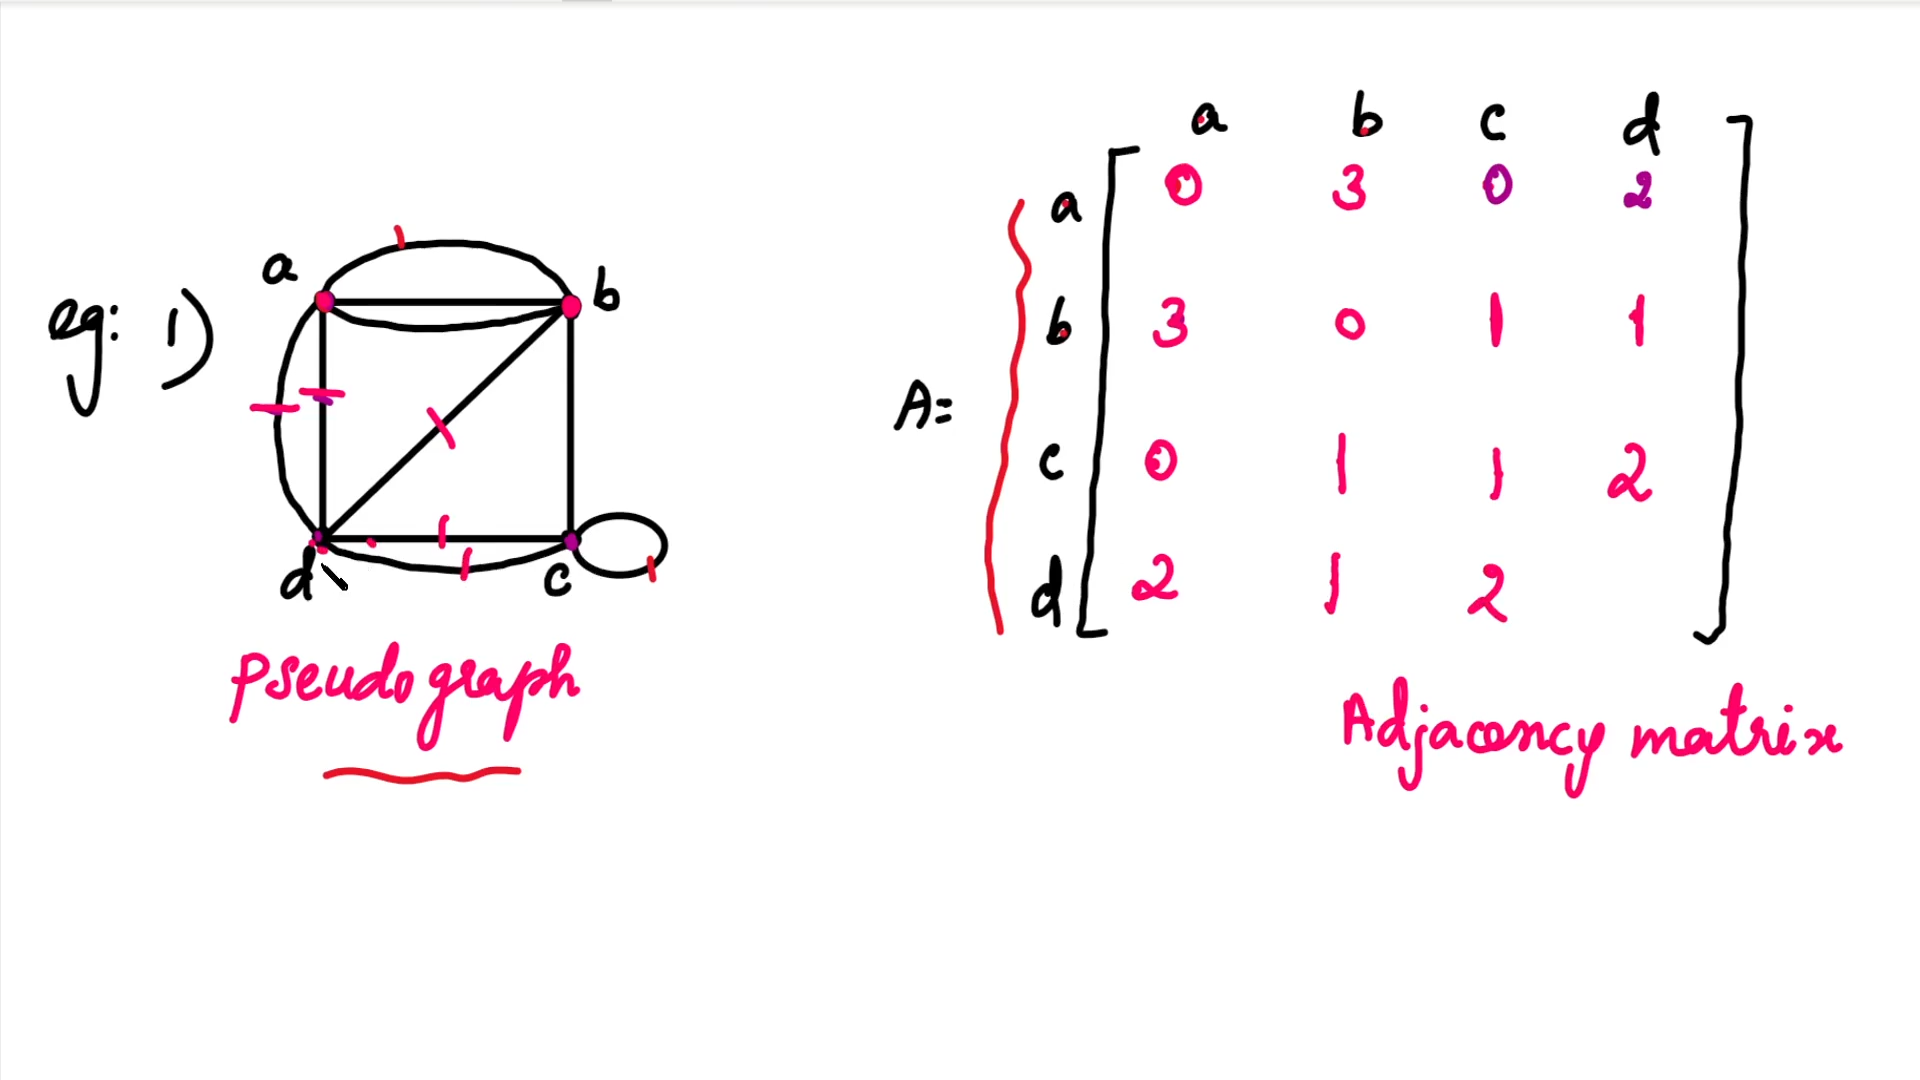 eg: 1)
a
b
d
c
Pseudograph
A=
a b c d
a 0 3 0 2
b 3 0 1 1
c 0 1 1 2
d 2 1 2
Adjacency matrix